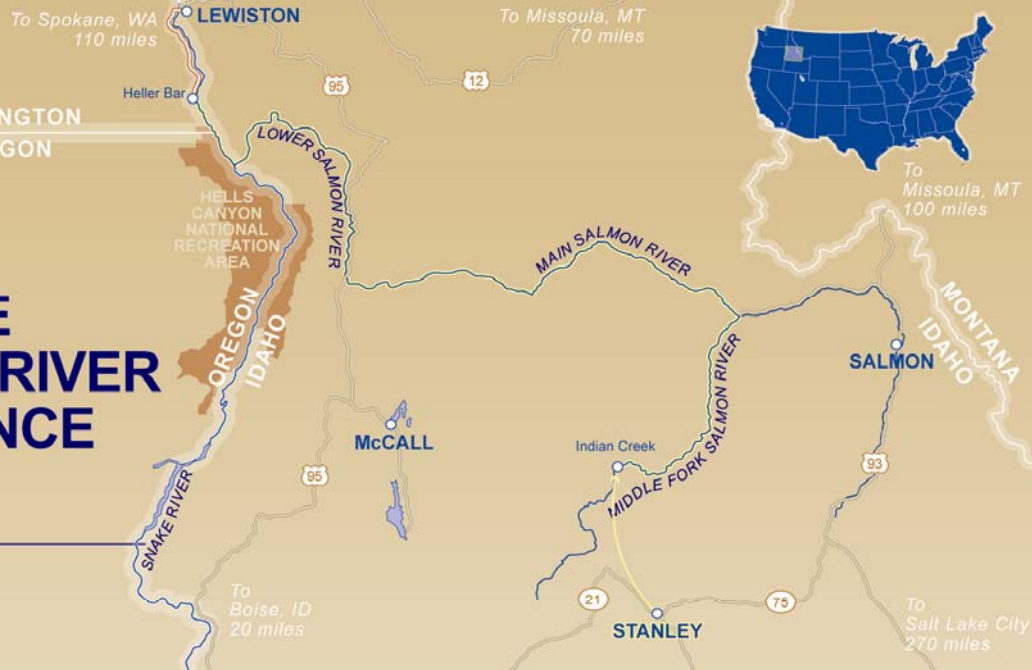 To Spokane, WA
110 miles
LEWISTON
To Missoula, MT
70 miles
95
12
Heller Bar
NGTON
GON
LOWER SALMON RIVER
HELLS
CANYON
NATIONAL
RECREATION
AREA
To
Missoula, MT
100 miles
MAIN SALMON RIVER
OREGON
IDAHO
MONTANA
IDAHO
E
RIVER
NCE
SALMON
MIDDLE FORK SALMON RIVER
McCALL
Indian Creek
95
93
SNAKE RIVER
To
Boise, ID
20 miles
21
75
STANLEY
To
Salt Lake City
270 miles